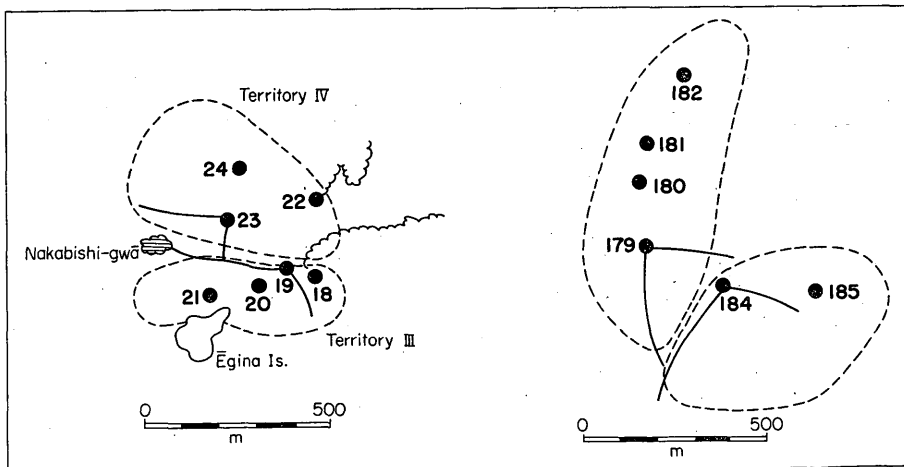 Territory IV
24
22
23
Nakabishi-gwā
19
18
20
21
Ēgina Is.
Territory III
0
500
m
182
181
180
179
184
185
0
500
m